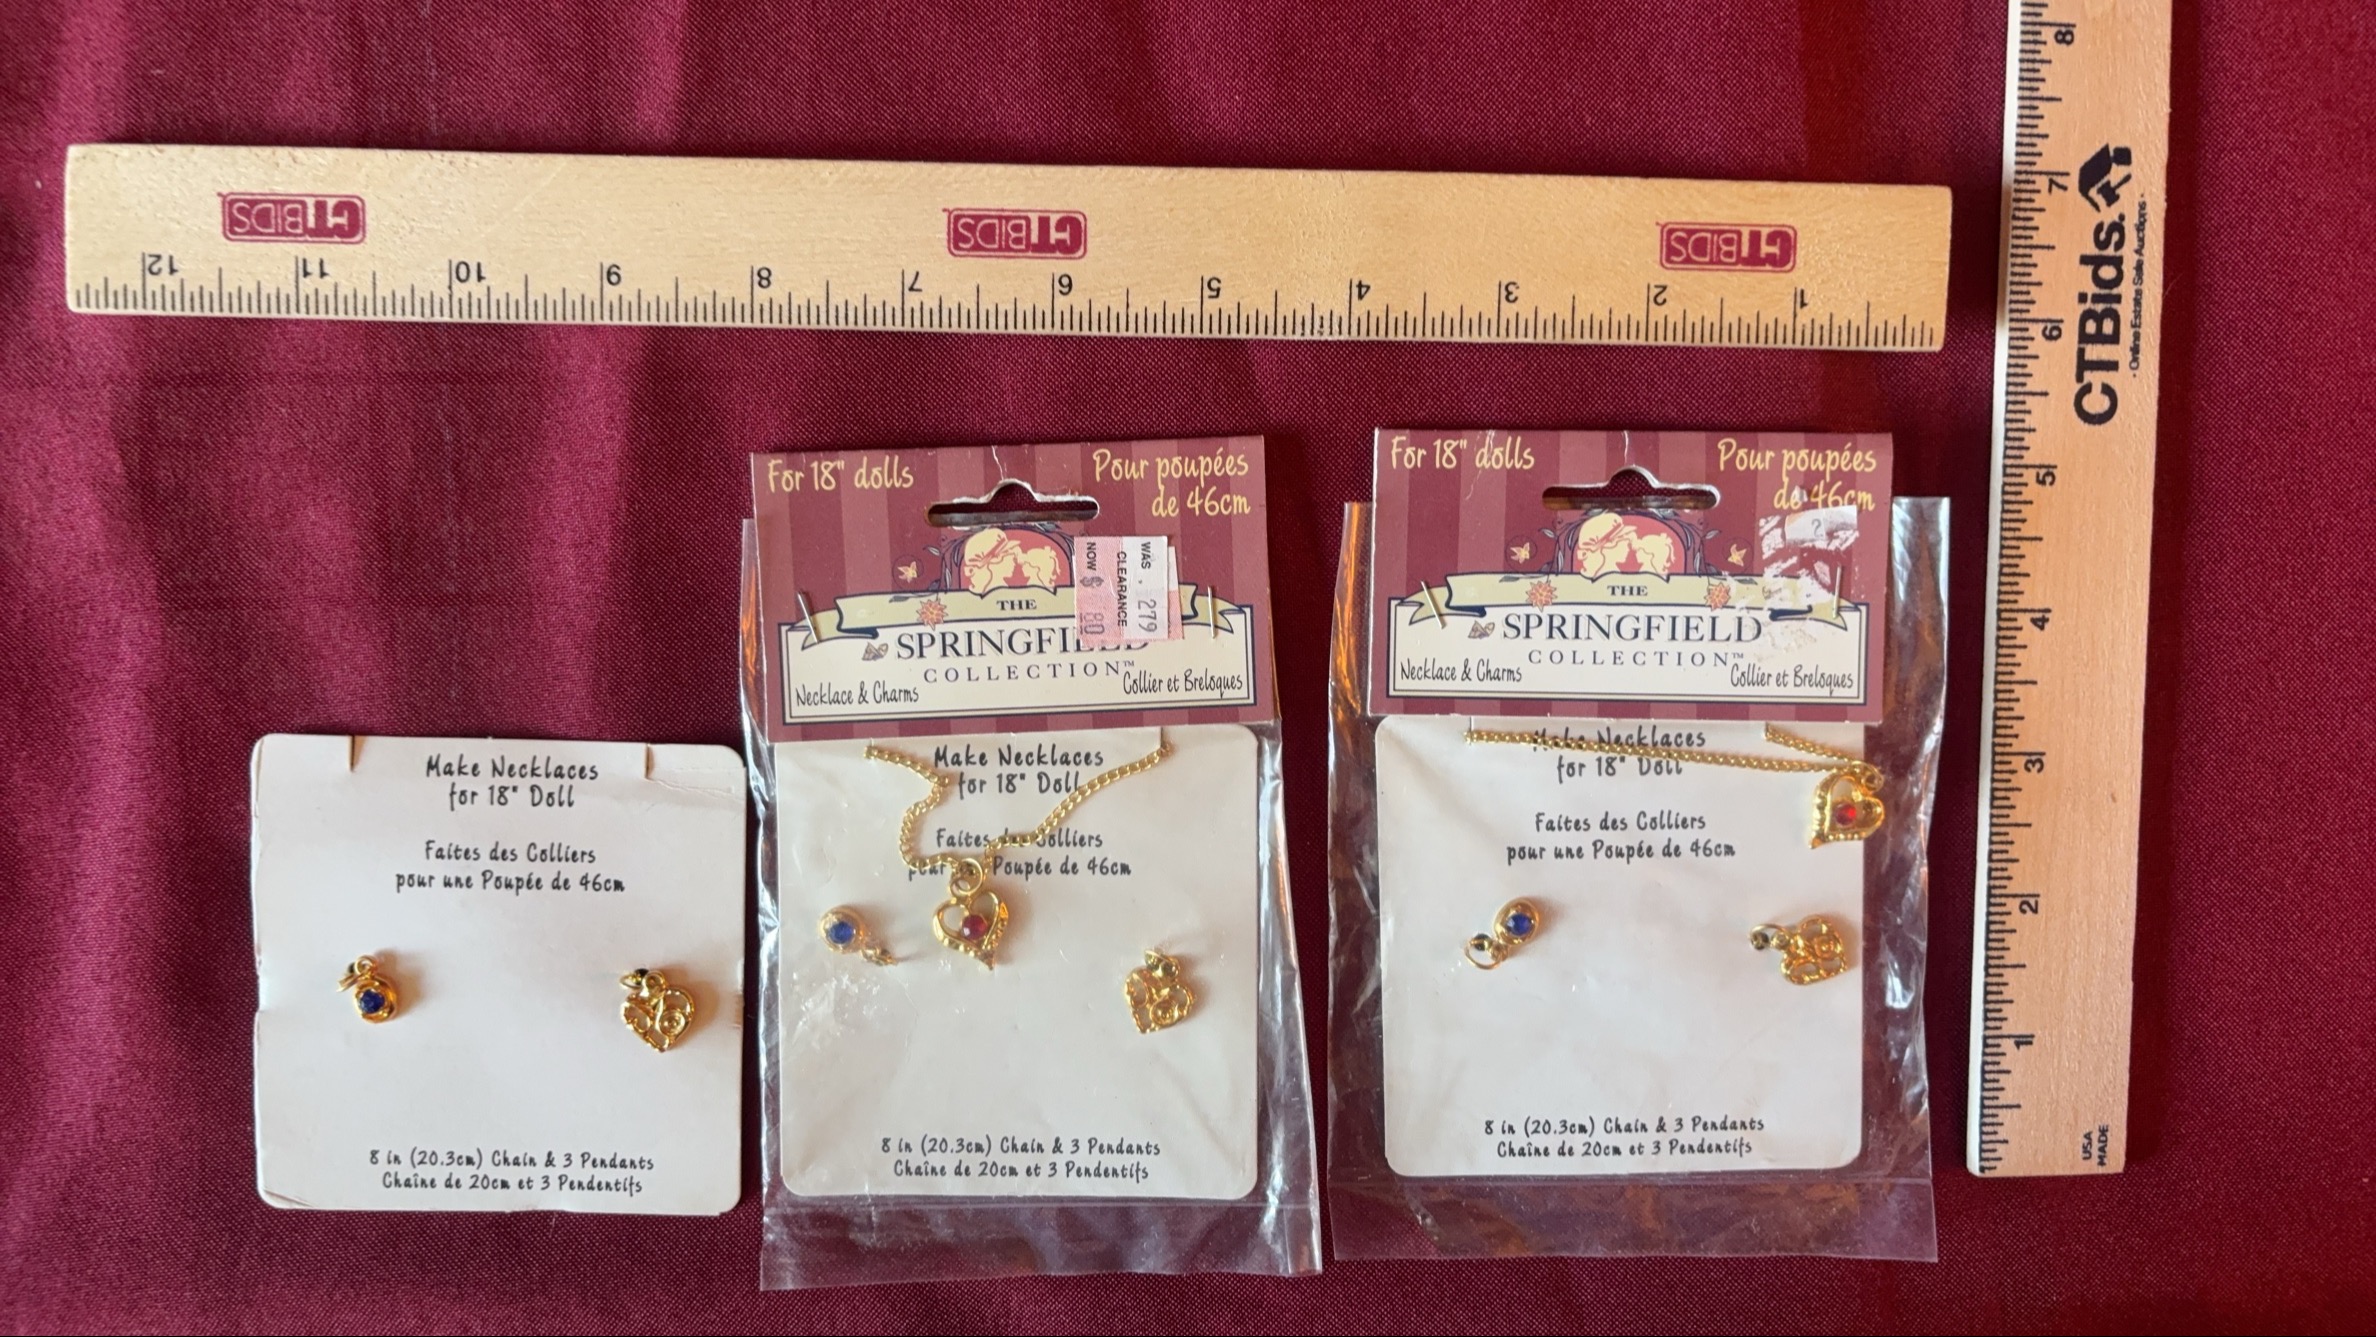 CTBIDS
CTBIDS
CTBIDS
12 11 10 9 8 7 6 5 4 3 2 1
8
7
6
5
4
3
2
1
CTBids.
· Online Estate Sale Auctions ·
USA
MADE
Make Necklaces
for 18" Doll
Faites des Colliers
pour une Poupée de 46cm
8 in (20.3cm) Chain & 3 Pendants
Chaîne de 20cm et 3 Pendentifs
For 18" dolls
Pour poupées
de 46cm
WAS . 279
CLEARANCE
NOW $ 80
THE
SPRINGFIELD
COLLECTION™
Necklace & Charms
Collier et Breloques
Make Necklaces
for 18" Doll
Faites des Colliers
pour Poupée de 46cm
8 in (20.3cm) Chain & 3 Pendants
Chaîne de 20cm et 3 Pendentifs
For 18" dolls
Pour poupées
de 46cm
?
THE
SPRINGFIELD
COLLECTION™
Necklace & Charms
Collier et Breloques
Make Necklaces
for 18" Doll
Faites des Colliers
pour une Poupée de 46cm
8 in (20.3cm) Chain & 3 Pendants
Chaîne de 20cm et 3 Pendentifs